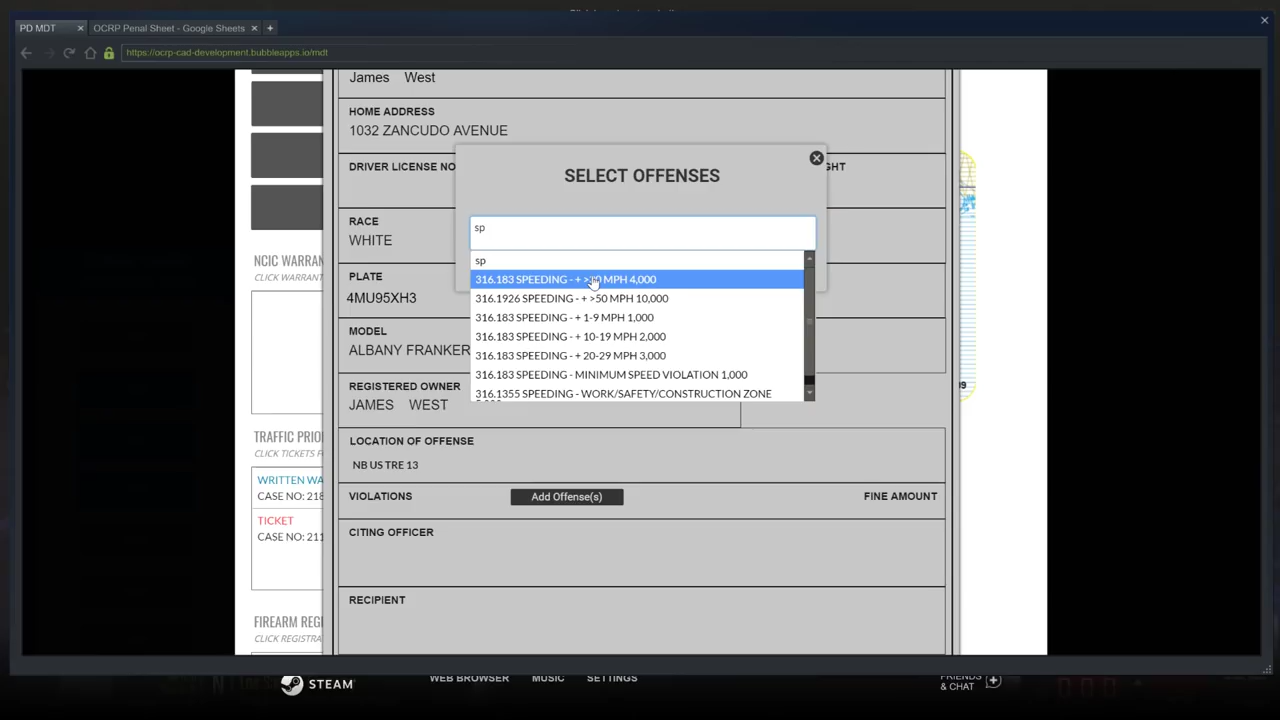 PD MDT
OCRP Penal Sheet - Google Sheets
https://ocrp-cad-development.bubbleapps.io/mdt
James West
HOME ADDRESS
1032 ZANCUDO AVENUE
DRIVER LICENSE NO
SELECT OFFENSES
RACE
WHITE
sp
sp
316.183 SPEEDING - + MPH 4,000
316.1926 SPEEDING - + >50 MPH 10,000
316.183 SPEEDING - + 1-9 MPH 1,000
316.183 SPEEDING - + 10-19 MPH 2,000
316.183 SPEEDING - + 20-29 MPH 3,000
316.183 SPEEDING - MINIMUM SPEED VIOLATION 1,000
316.1355 SPEEDING - WORK/SAFETY/CONSTRUCTION ZONE
NCIC WARRAN
CLICK WARRANT
PLATE
4MU95XH3
MODEL
ALBANY FRANKER
REGISTERED OWNER
JAMES WEST
TRAFFIC PRIO
CLICK TICKETS F
LOCATION OF OFFENSE
NB US TRE 13
WRITTEN WA
CASE NO: 218
VIOLATIONS
Add Offense(s)
FINE AMOUNT
TICKET
CASE NO: 211
CITING OFFICER
RECIPIENT
FIREARM REG
CLICK REGISTRA
STEAM
WEB BROWSER
MUSIC
SETTINGS
FRIENDS
& CHAT